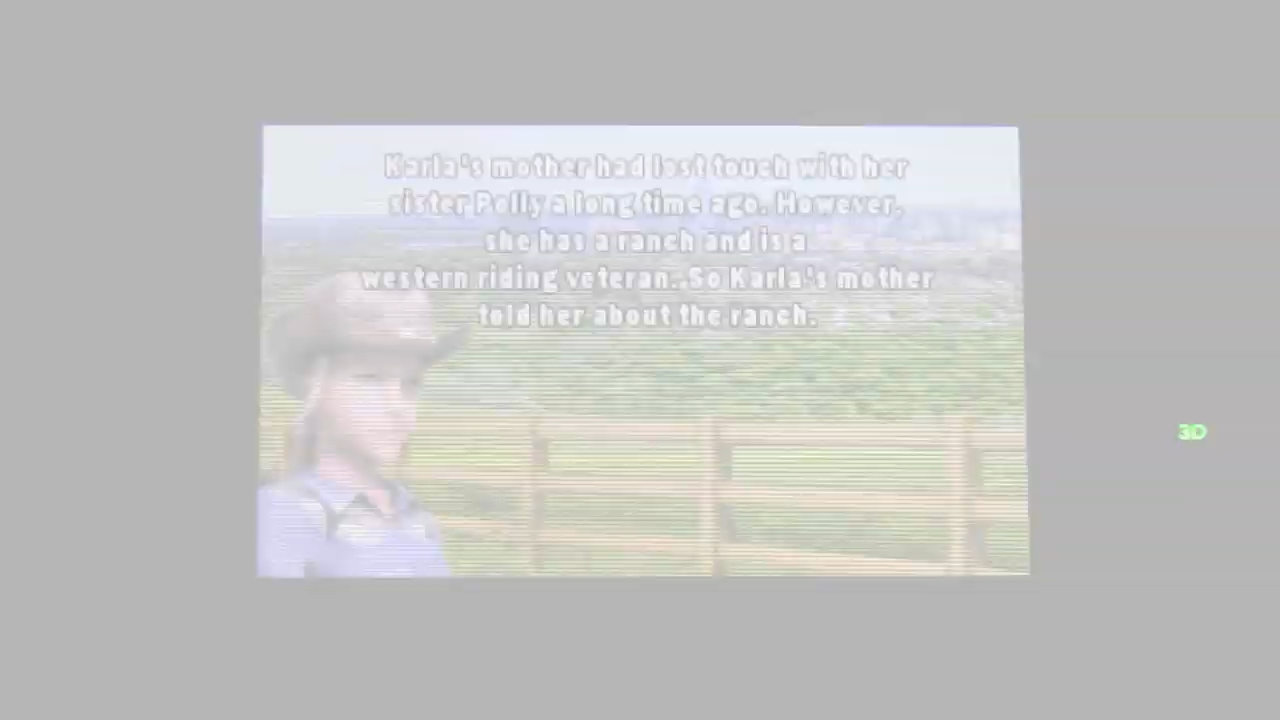 Karla's mother had lost touch with her
sister Polly a long time ago. However,
she has a ranch and is a
western riding veteran. So Karla's mother
told her about the ranch.
3D